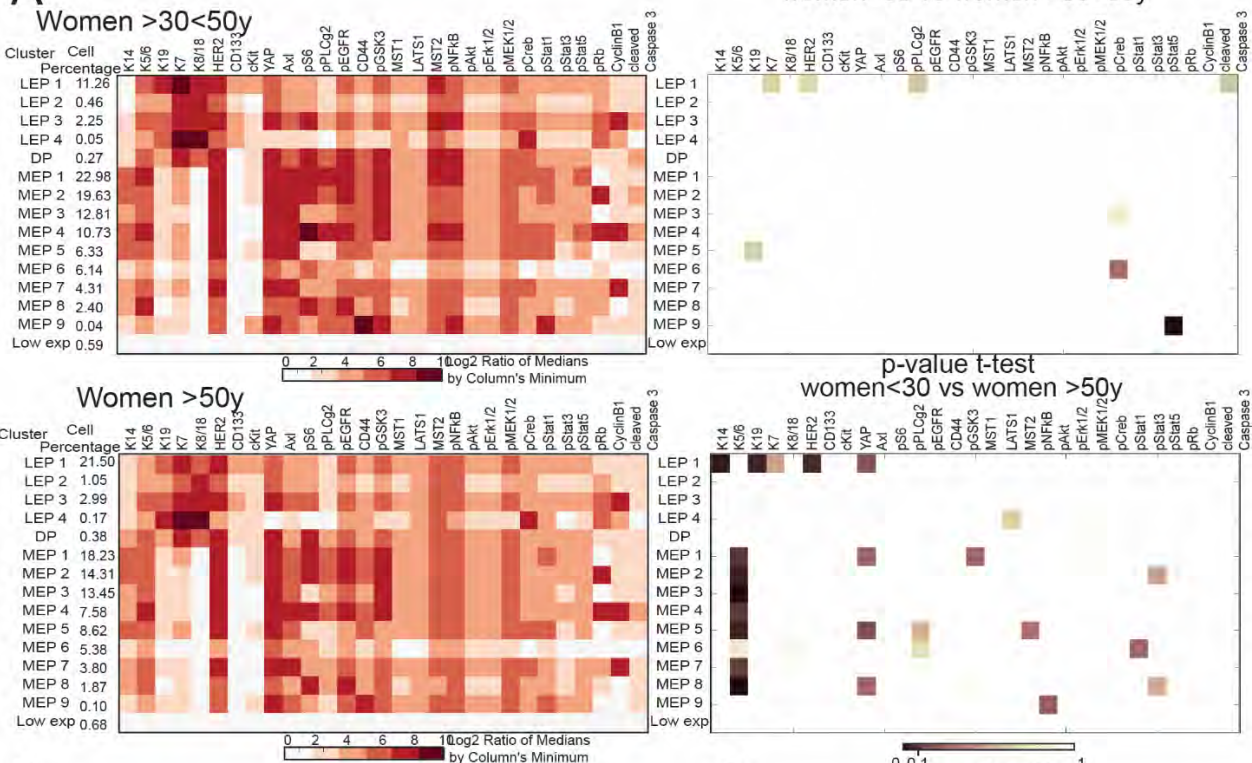 Women >30<50y
Cluster Cell Percentage K14 K5/6 K19 K7 K8/18 HER2 CD133 cKit YAP Axl pS6 pPLCg2 pEGFR CD44 pGSK3 MST1 LATS1 MST2 pNFkB pAkt pErk1/2 pMEK1/2 pCreb pStat1 pStat3 pStat5 pRb CyclinB1 cleaved Caspase 3
LEP 1 11.26
LEP 2 0.46
LEP 3 2.25
LEP 4 0.05
DP 0.27
MEP 1 22.98
MEP 2 19.63
MEP 3 12.81
MEP 4 10.73
MEP 5 6.33
MEP 6 6.14
MEP 7 4.31
MEP 8 2.40
MEP 9 0.04
Low exp 0.59
0 2 4 6 8 10
Log2 Ratio of Medians
by Column's Minimum
K14 K5/6 K19 K7 K8/18 HER2 CD133 cKit YAP Axl pS6 pPLCg2 pEGFR CD44 pGSK3 MST1 LATS1 MST2 pNFkB pAkt pErk1/2 pMEK1/2 pCreb pStat1 pStat3 pStat5 pRb CyclinB1 cleaved Caspase 3
LEP 1
LEP 2
LEP 3
LEP 4
DP
MEP 1
MEP 2
MEP 3
MEP 4
MEP 5
MEP 6
MEP 7
MEP 8
MEP 9
Low exp
Women >50y
Cluster Cell Percentage K14 K5/6 K19 K7 K8/18 HER2 CD133 cKit YAP Axl pS6 pPLCg2 pEGFR CD44 pGSK3 MST1 LATS1 MST2 pNFkB pAkt pErk1/2 pMEK1/2 pCreb pStat1 pStat3 pStat5 pRb CyclinB1 cleaved Caspase 3
LEP 1 21.50
LEP 2 1.05
LEP 3 2.99
LEP 4 0.17
DP 0.38
MEP 1 18.23
MEP 2 14.31
MEP 3 13.45
MEP 4 7.58
MEP 5 8.62
MEP 6 5.38
MEP 7 3.80
MEP 8 1.87
MEP 9 0.10
Low exp 0.68
0 2 4 6 8 10
Log2 Ratio of Medians
by Column's Minimum
p-value t-test
women<30 vs women >50y
K14 K5/6 K19 K7 K8/18 HER2 CD133 cKit YAP Axl pS6 pPLCg2 pEGFR CD44 pGSK3 MST1 LATS1 MST2 pNFkB pAkt pErk1/2 pMEK1/2 pCreb pStat1 pStat3 pStat5 pRb CyclinB1 cleaved Caspase 3
LEP 1
LEP 2
LEP 3
LEP 4
DP
MEP 1
MEP 2
MEP 3
MEP 4
MEP 5
MEP 6
MEP 7
MEP 8
MEP 9
Low exp